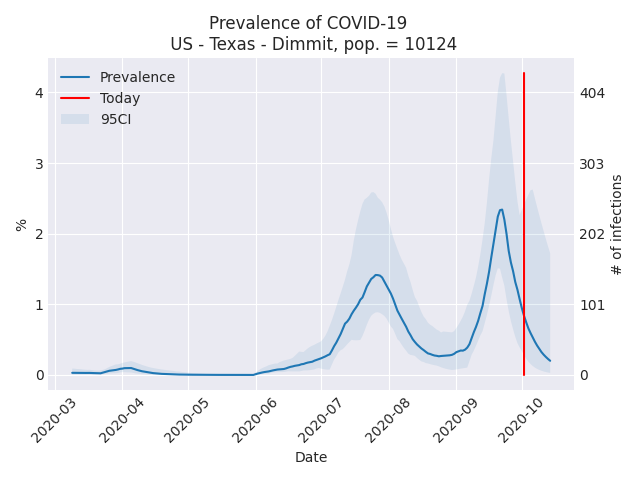 Prevalence of COVID-19
US - Texas - Dimmit, pop. = 10124
Prevalence
Today
95CI
4
3
2
1
0
%
404
303
202
101
0
# of infections
2020-03
2020-04
2020-05
2020-06
2020-07
2020-08
2020-09
2020-10
Date